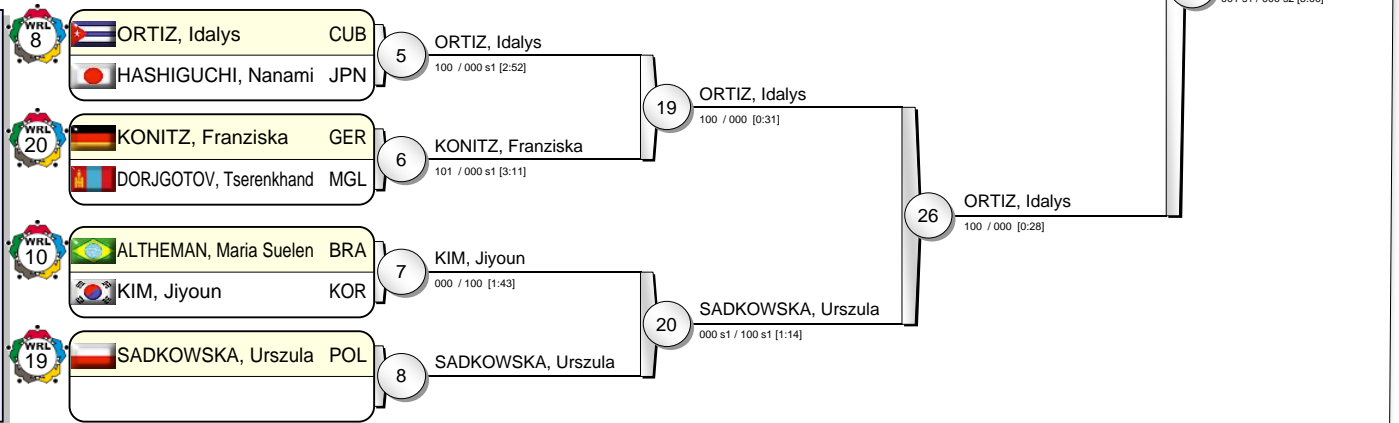 WRL 8 ORTIZ, Idalys CUB
HASHIGUCHI, Nanami JPN
5
ORTIZ, Idalys
100 / 000 s1 [2:52]
WRL 20 KONITZ, Franziska GER
DORJGOTOV, Tserenkhand MGL
6
KONITZ, Franziska
101 / 000 s1 [3:11]
19
ORTIZ, Idalys
100 / 000 [0:31]
WRL 10 ALTHEMAN, Maria Suelen BRA
KIM, Jiyoun KOR
7
KIM, Jiyoun
000 / 100 [1:43]
WRL 19 SADKOWSKA, Urszula POL
8
SADKOWSKA, Urszula
20
SADKOWSKA, Urszula
000 s1 / 100 s1 [1:14]
26
ORTIZ, Idalys
100 / 000 [0:28]